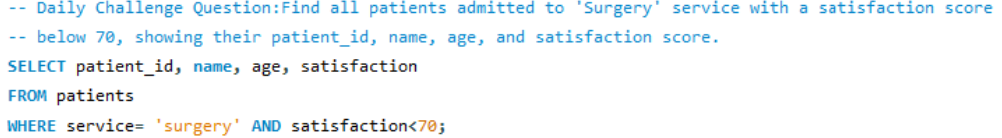 -- Daily Challenge Question:Find all patients admitted to 'Surgery' service with a satisfaction score
-- below 70, showing their patient_id, name, age, and satisfaction score.
SELECT patient_id, name, age, satisfaction
FROM patients
WHERE service= 'surgery' AND satisfaction<70;